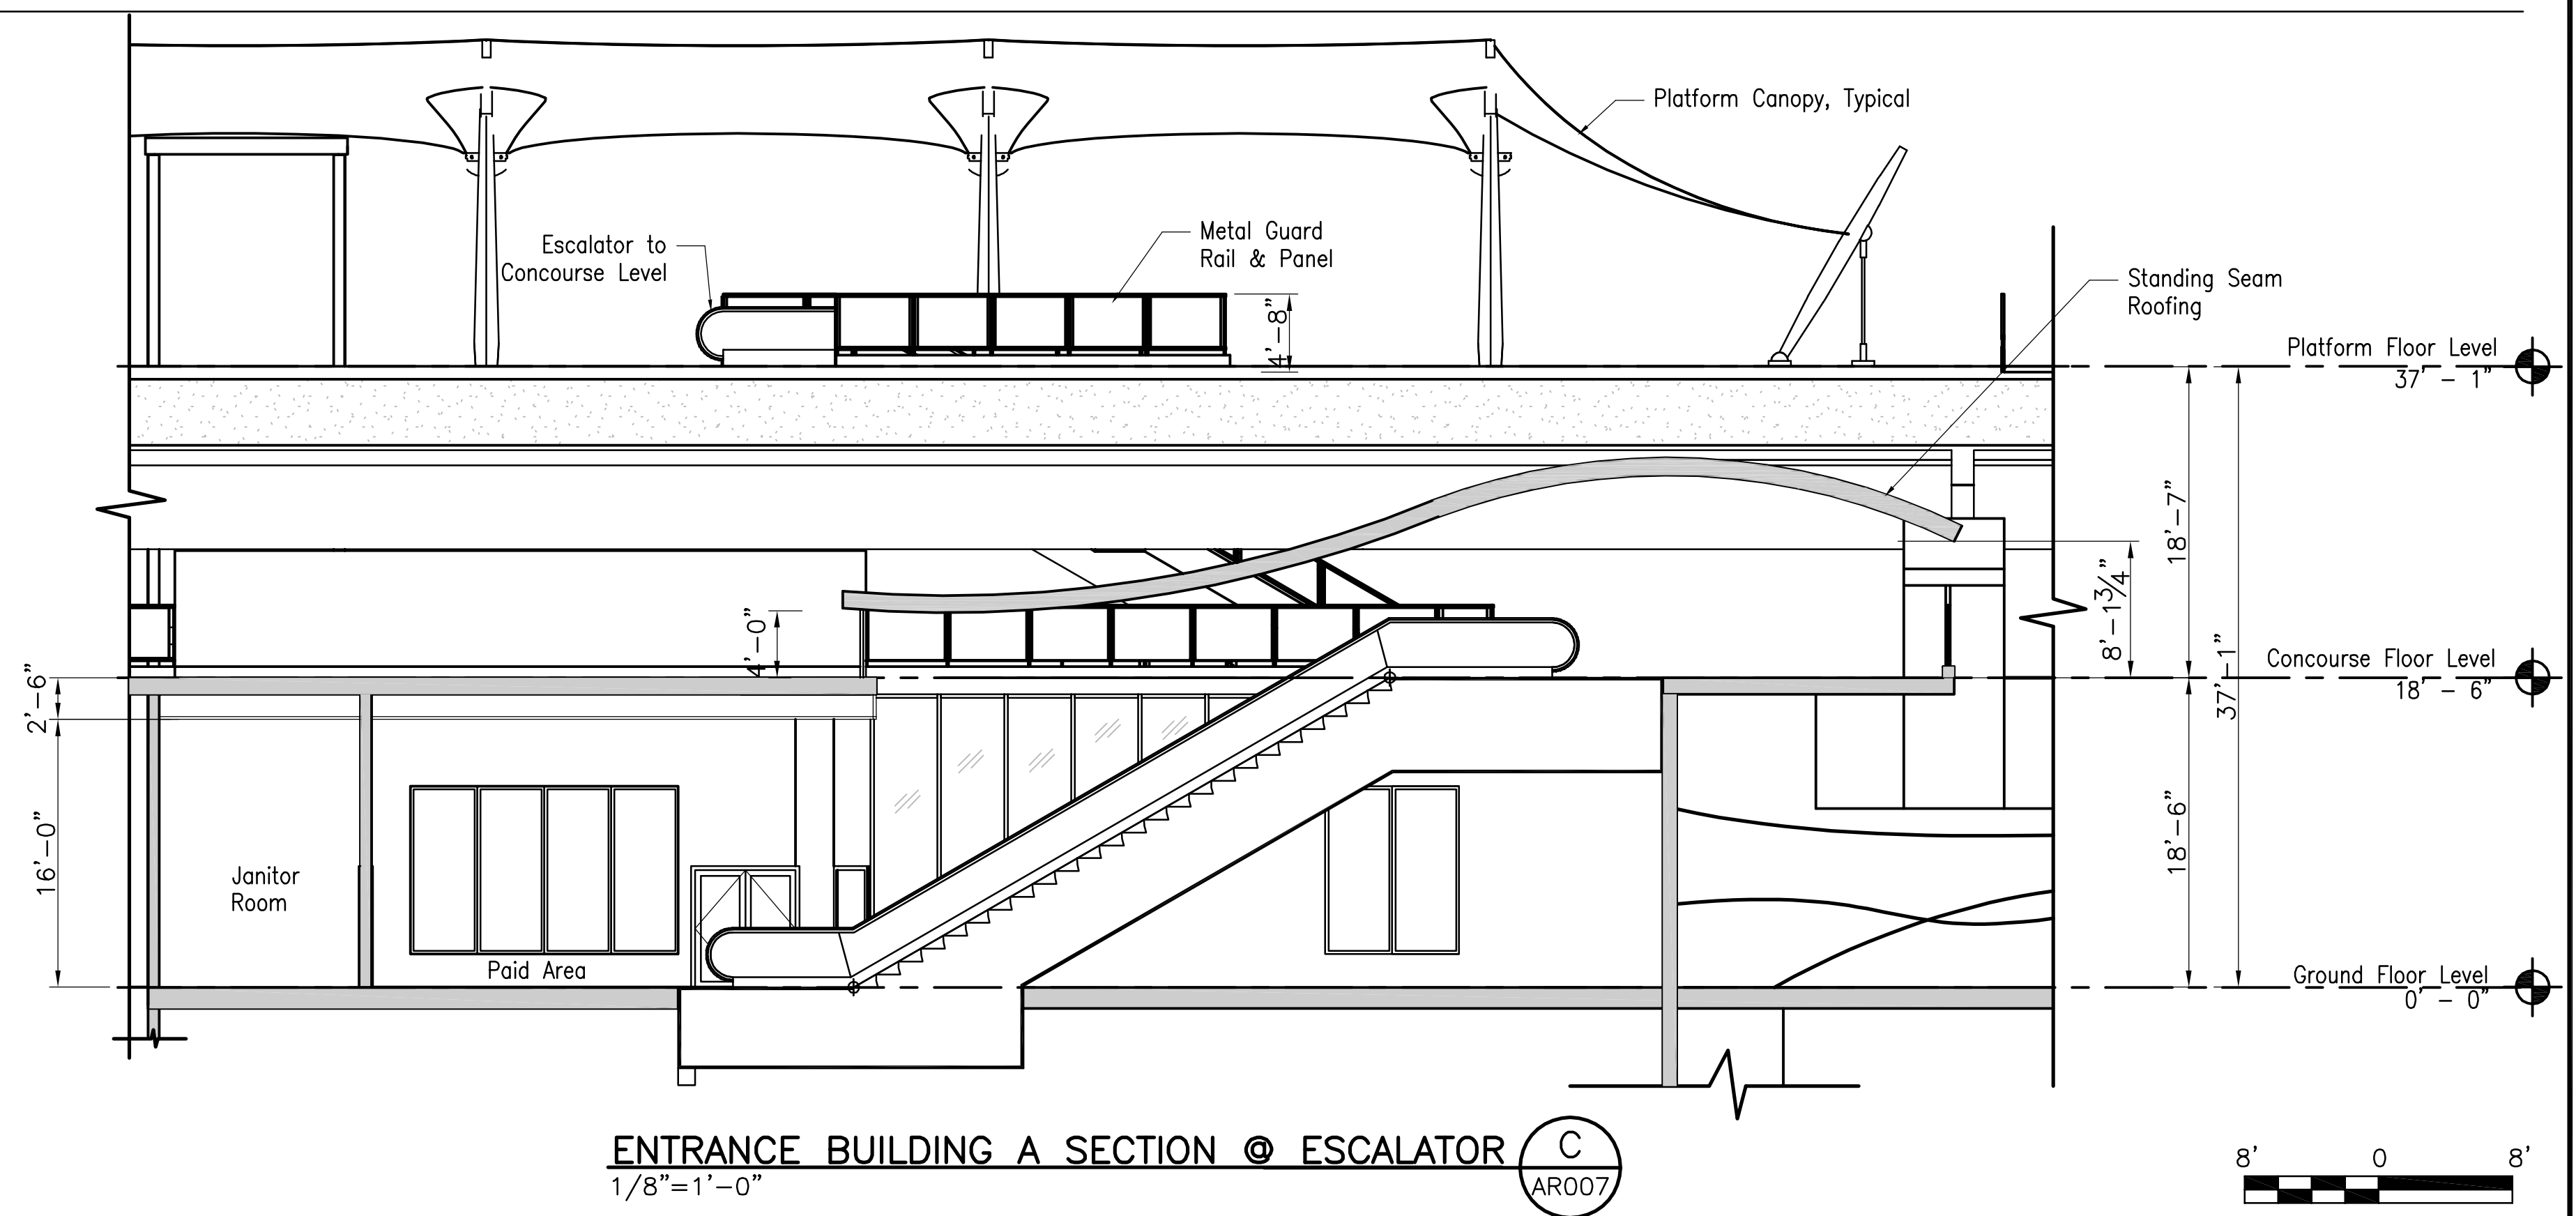 Platform Canopy, Typical
Escalator to
Concourse Level
Metal Guard
Rail & Panel
4'-8"
Standing Seam
Roofing
Platform Floor Level
37' - 1"
18'-7"
8'-1 3/4"
4'-0"
2'-6"
37'-1"
Concourse Floor Level
18' - 6"
16'-0"
18'-6"
Janitor
Room
Paid Area
Ground Floor Level
0' - 0"
ENTRANCE BUILDING A SECTION @ ESCALATOR
1/8"=1'-0"
C
AR007
8' 0 8'